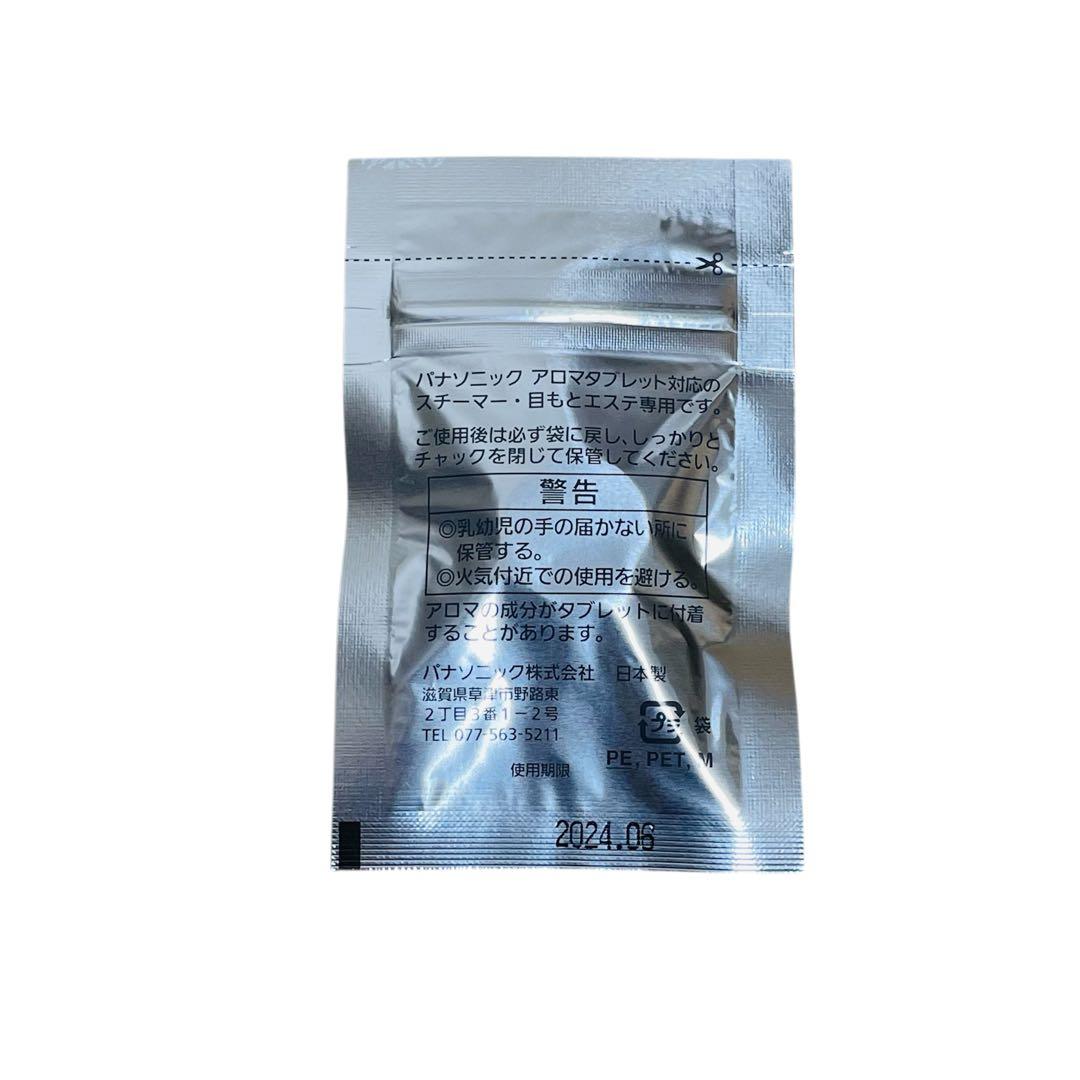 パナソニック アロマタブレット対応の
スチーマー・目もとエステ専用です。
ご使用後は必ず袋に戻し、しっかりと
チャックを閉じて保管してください。
警告
◎乳幼児の手の届かない所に
保管する。
◎火気付近での使用を避ける。
アロマの成分がタブレットに付着
することがあります。
パナソニック株式会社 日本製
滋賀県草津市野路東
2丁目3番1-2号
TEL 077-563-5211
プラ 袋
PE, PET, M
使用期限
2024.06